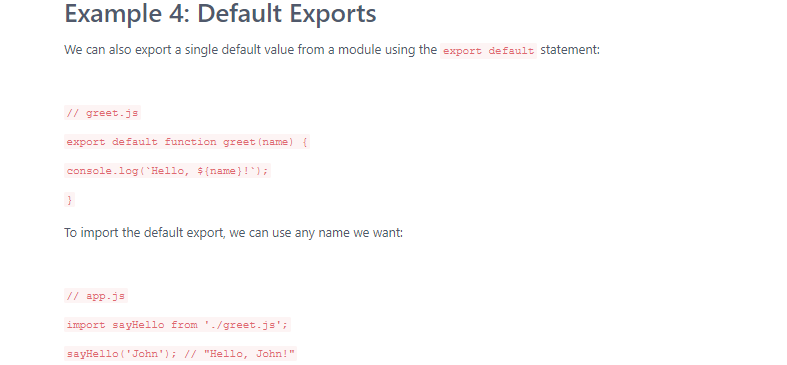 Example 4: Default Exports
We can also export a single default value from a module using the export default statement:
// greet.js
export default function greet(name) {
console.log(`Hello, ${name}!`);
}
To import the default export, we can use any name we want:
// app.js
import sayHello from './greet.js';
sayHello('John'); // "Hello, John!"